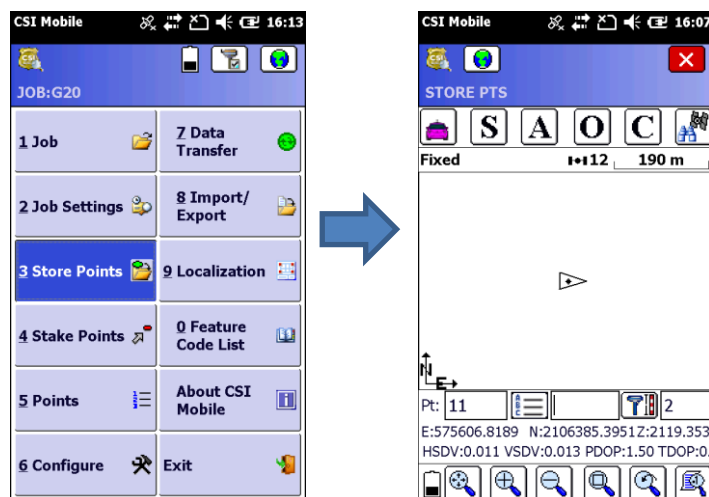 CSI Mobile 16:13
JOB:G20
1 Job
7 Data Transfer
2 Job Settings
8 Import/ Export
3 Store Points
9 Localization
4 Stake Points
0 Feature Code List
5 Points
About CSI Mobile
6 Configure
Exit
CSI Mobile 16:07
STORE PTS
S A O C
Fixed 12 190 m
N
E
Pt: 11 2
E:575606.8189 N:2106385.3951Z:2119.353
HSDV:0.011 VSDV:0.013 PDOP:1.50 TDOP:0.